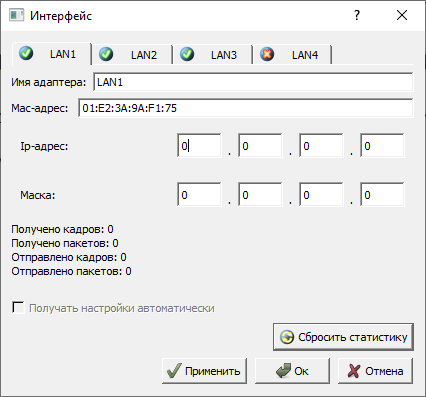 Интерфейс ? ×
LAN1 LAN2 LAN3 LAN4
Имя адаптера: LAN1
Mac-адрес: 01:E2:3A:9A:F1:75
Ip-адрес: 0 . 0 . 0 . 0
Маска: 0 . 0 . 0 . 0
Получено кадров: 0
Получено пакетов: 0
Отправлено кадров: 0
Отправлено пакетов: 0
Получать настройки автоматически
Сбросить статистику
Применить Ок Отмена